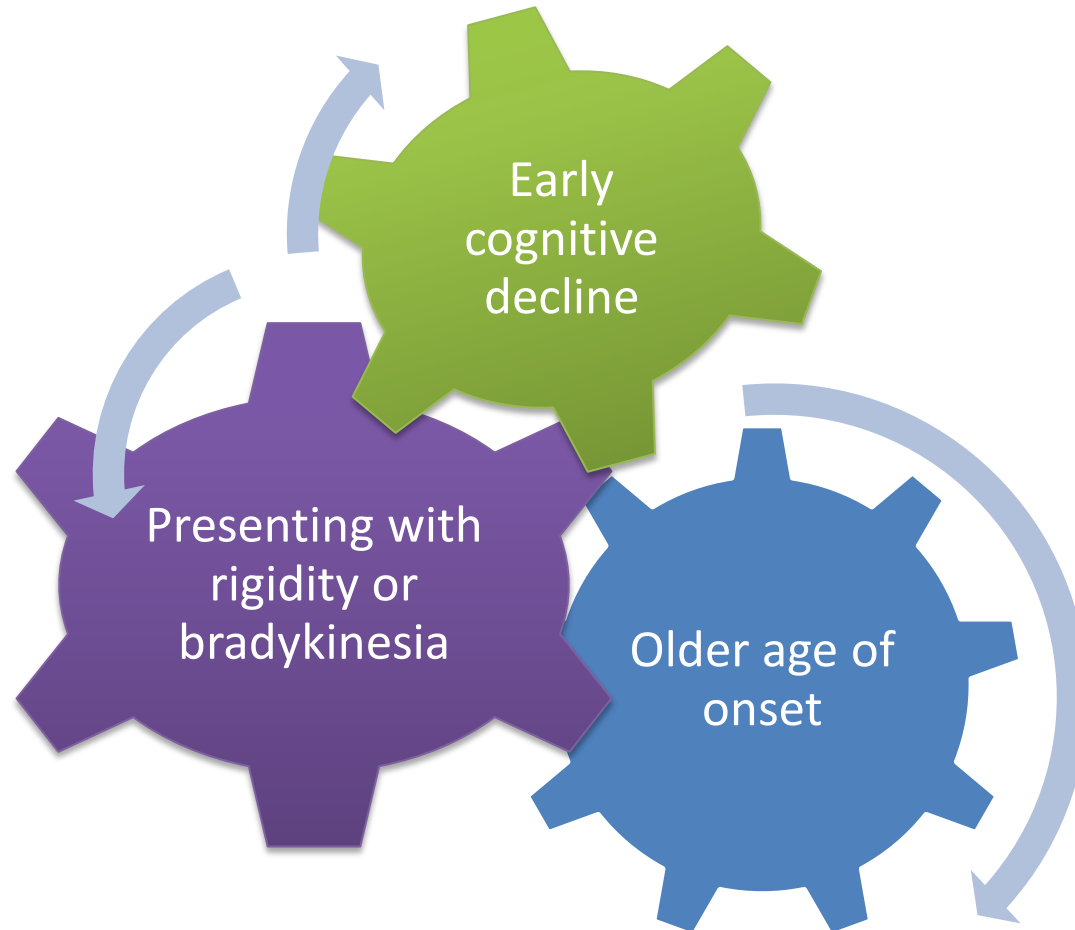 Early
cognitive
decline
Presenting with
rigidity or
bradykinesia
Older age of
onset